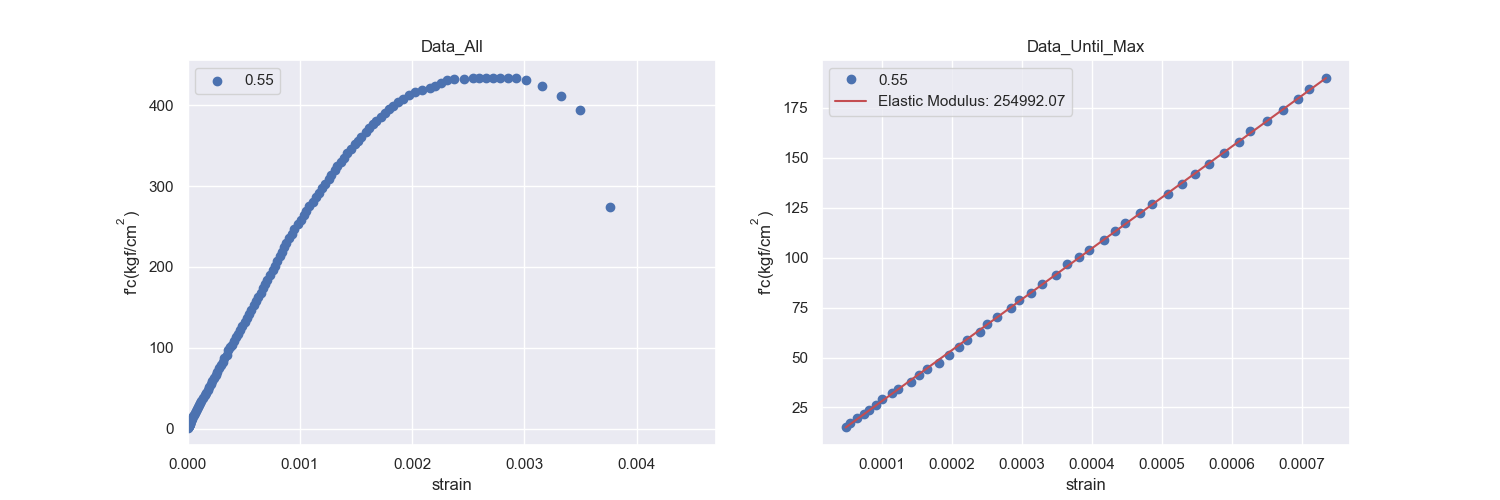 Data_All
0.55
400
300
200
100
0
f'c(kgf/cm²)
0.000 0.001 0.002 0.003 0.004
strain
Data_Until_Max
0.55
Elastic Modulus: 254992.07
175
150
125
100
75
50
25
f'c(kgf/cm²)
0.0001 0.0002 0.0003 0.0004 0.0005 0.0006 0.0007
strain